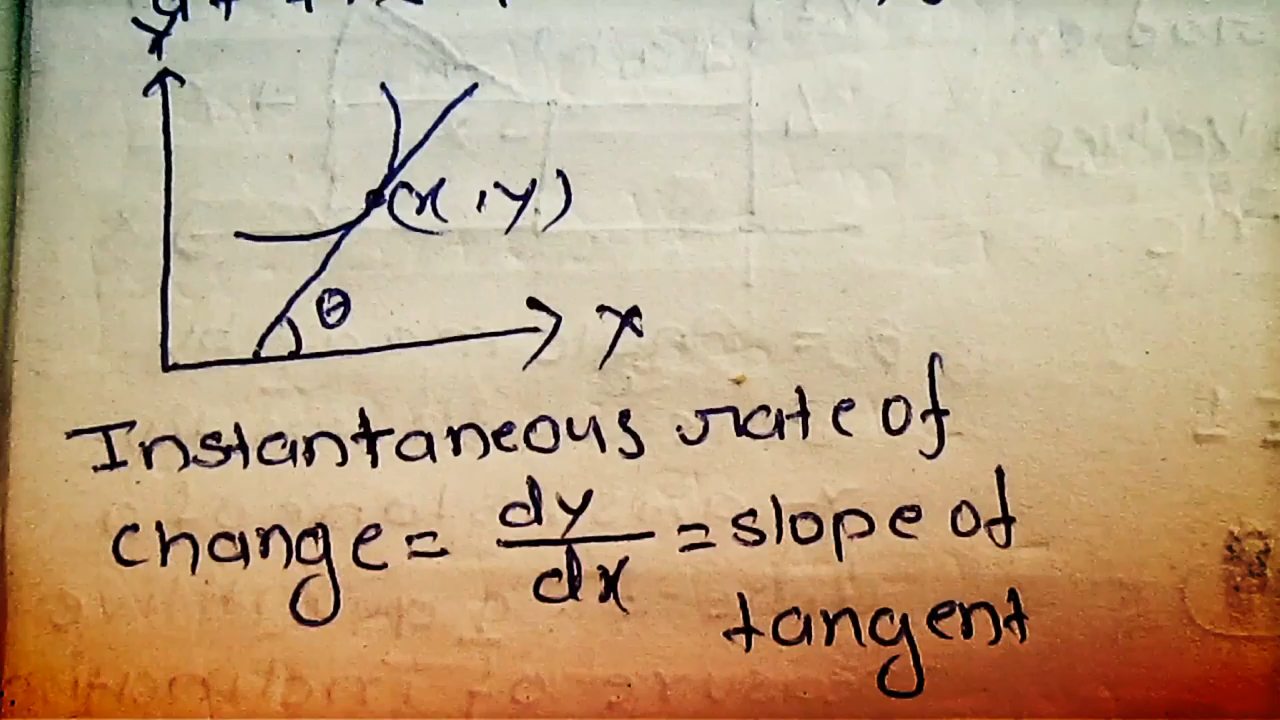 Y
(x,y)
θ
x
Instantaneous rate of
change = dy/dx = slope of
tangent